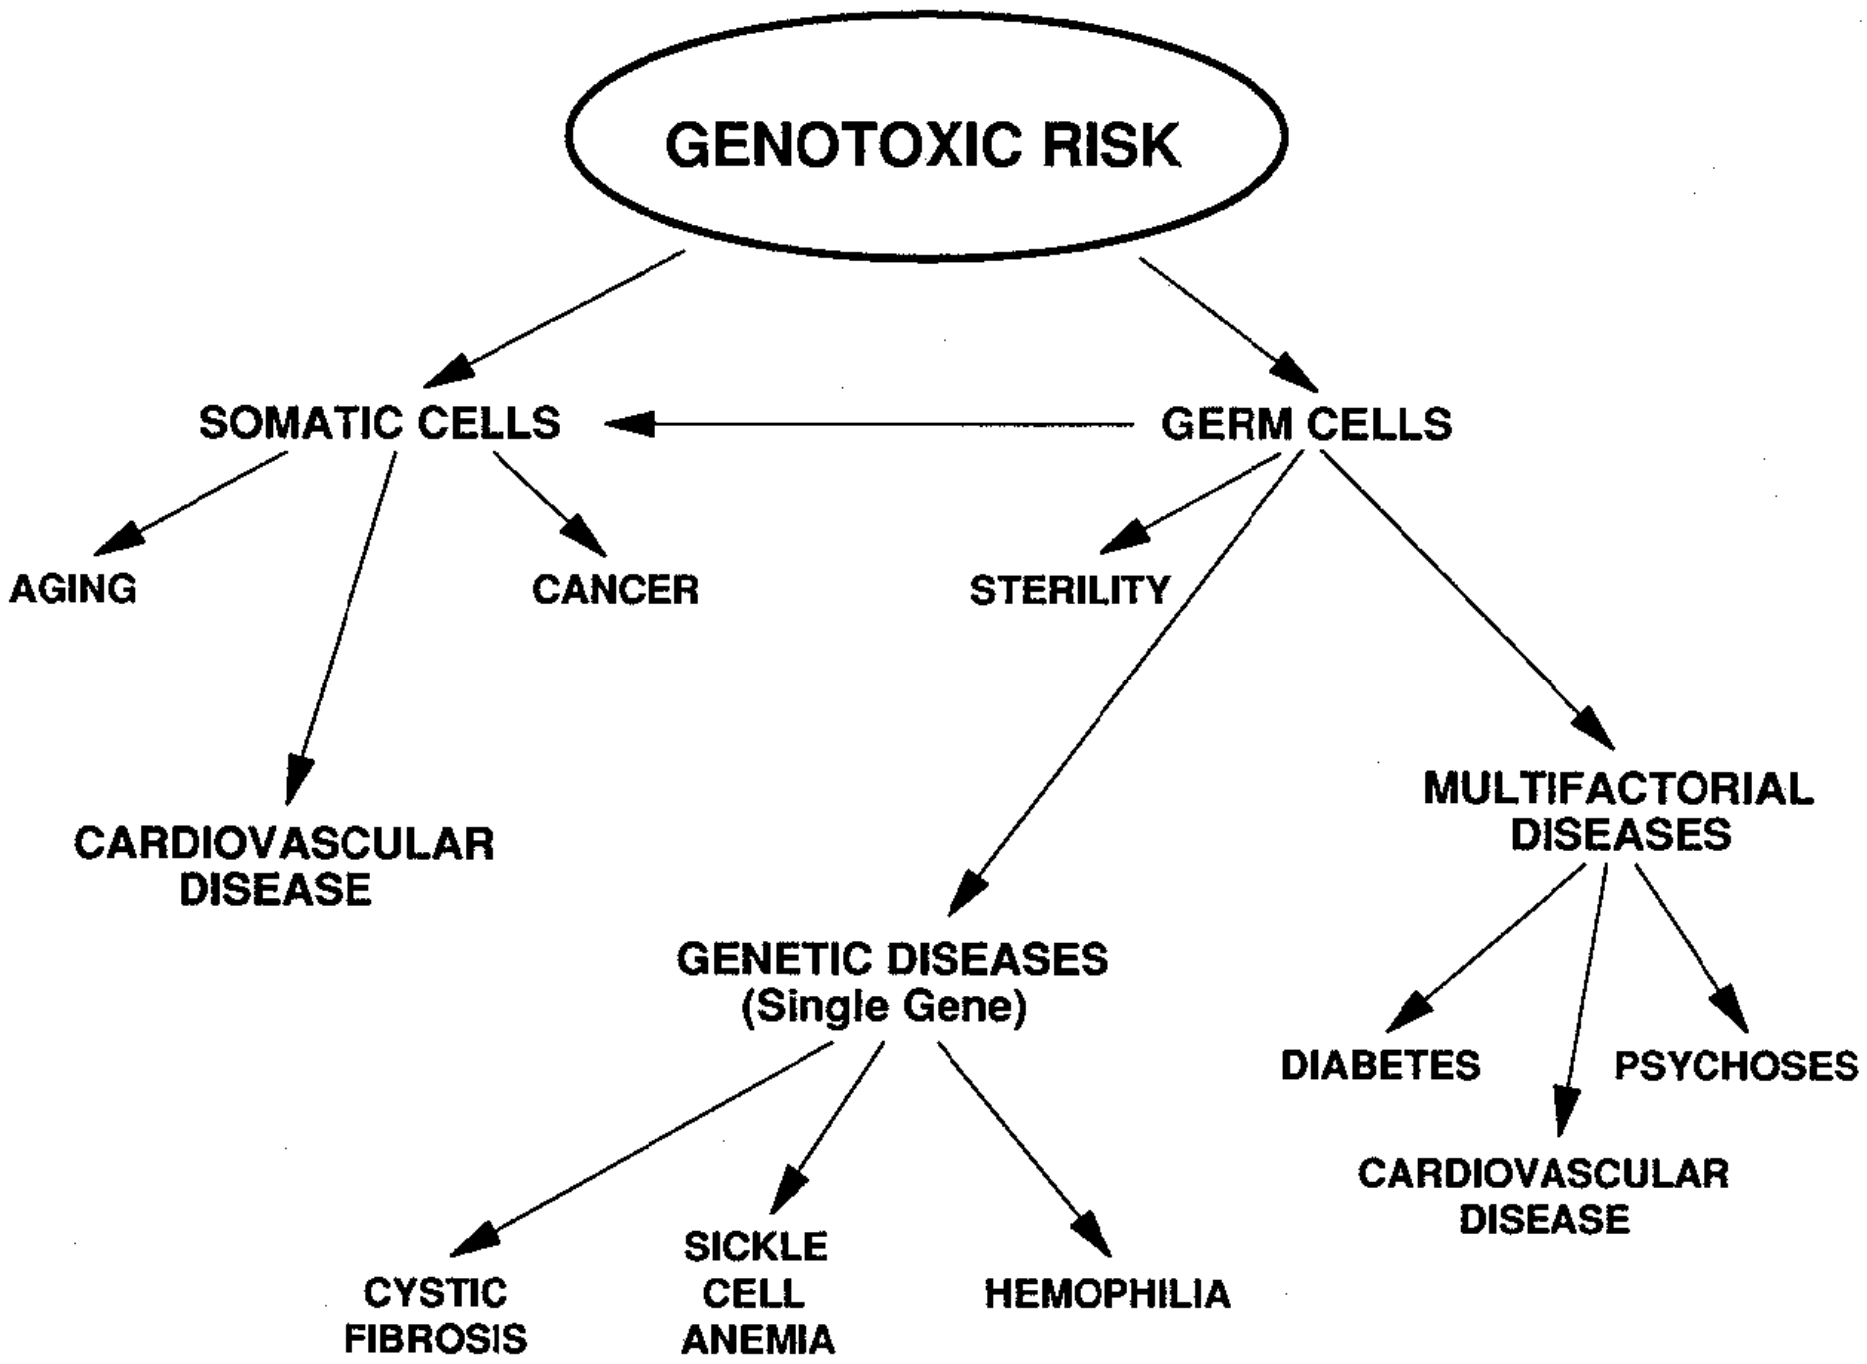 GENOTOXIC RISK
SOMATIC CELLS
GERM CELLS
AGING
CANCER
STERILITY
CARDIOVASCULAR
DISEASE
MULTIFACTORIAL
DISEASES
GENETIC DISEASES
(Single Gene)
DIABETES
PSYCHOSES
CARDIOVASCULAR
DISEASE
CYSTIC
FIBROSIS
SICKLE
CELL
ANEMIA
HEMOPHILIA